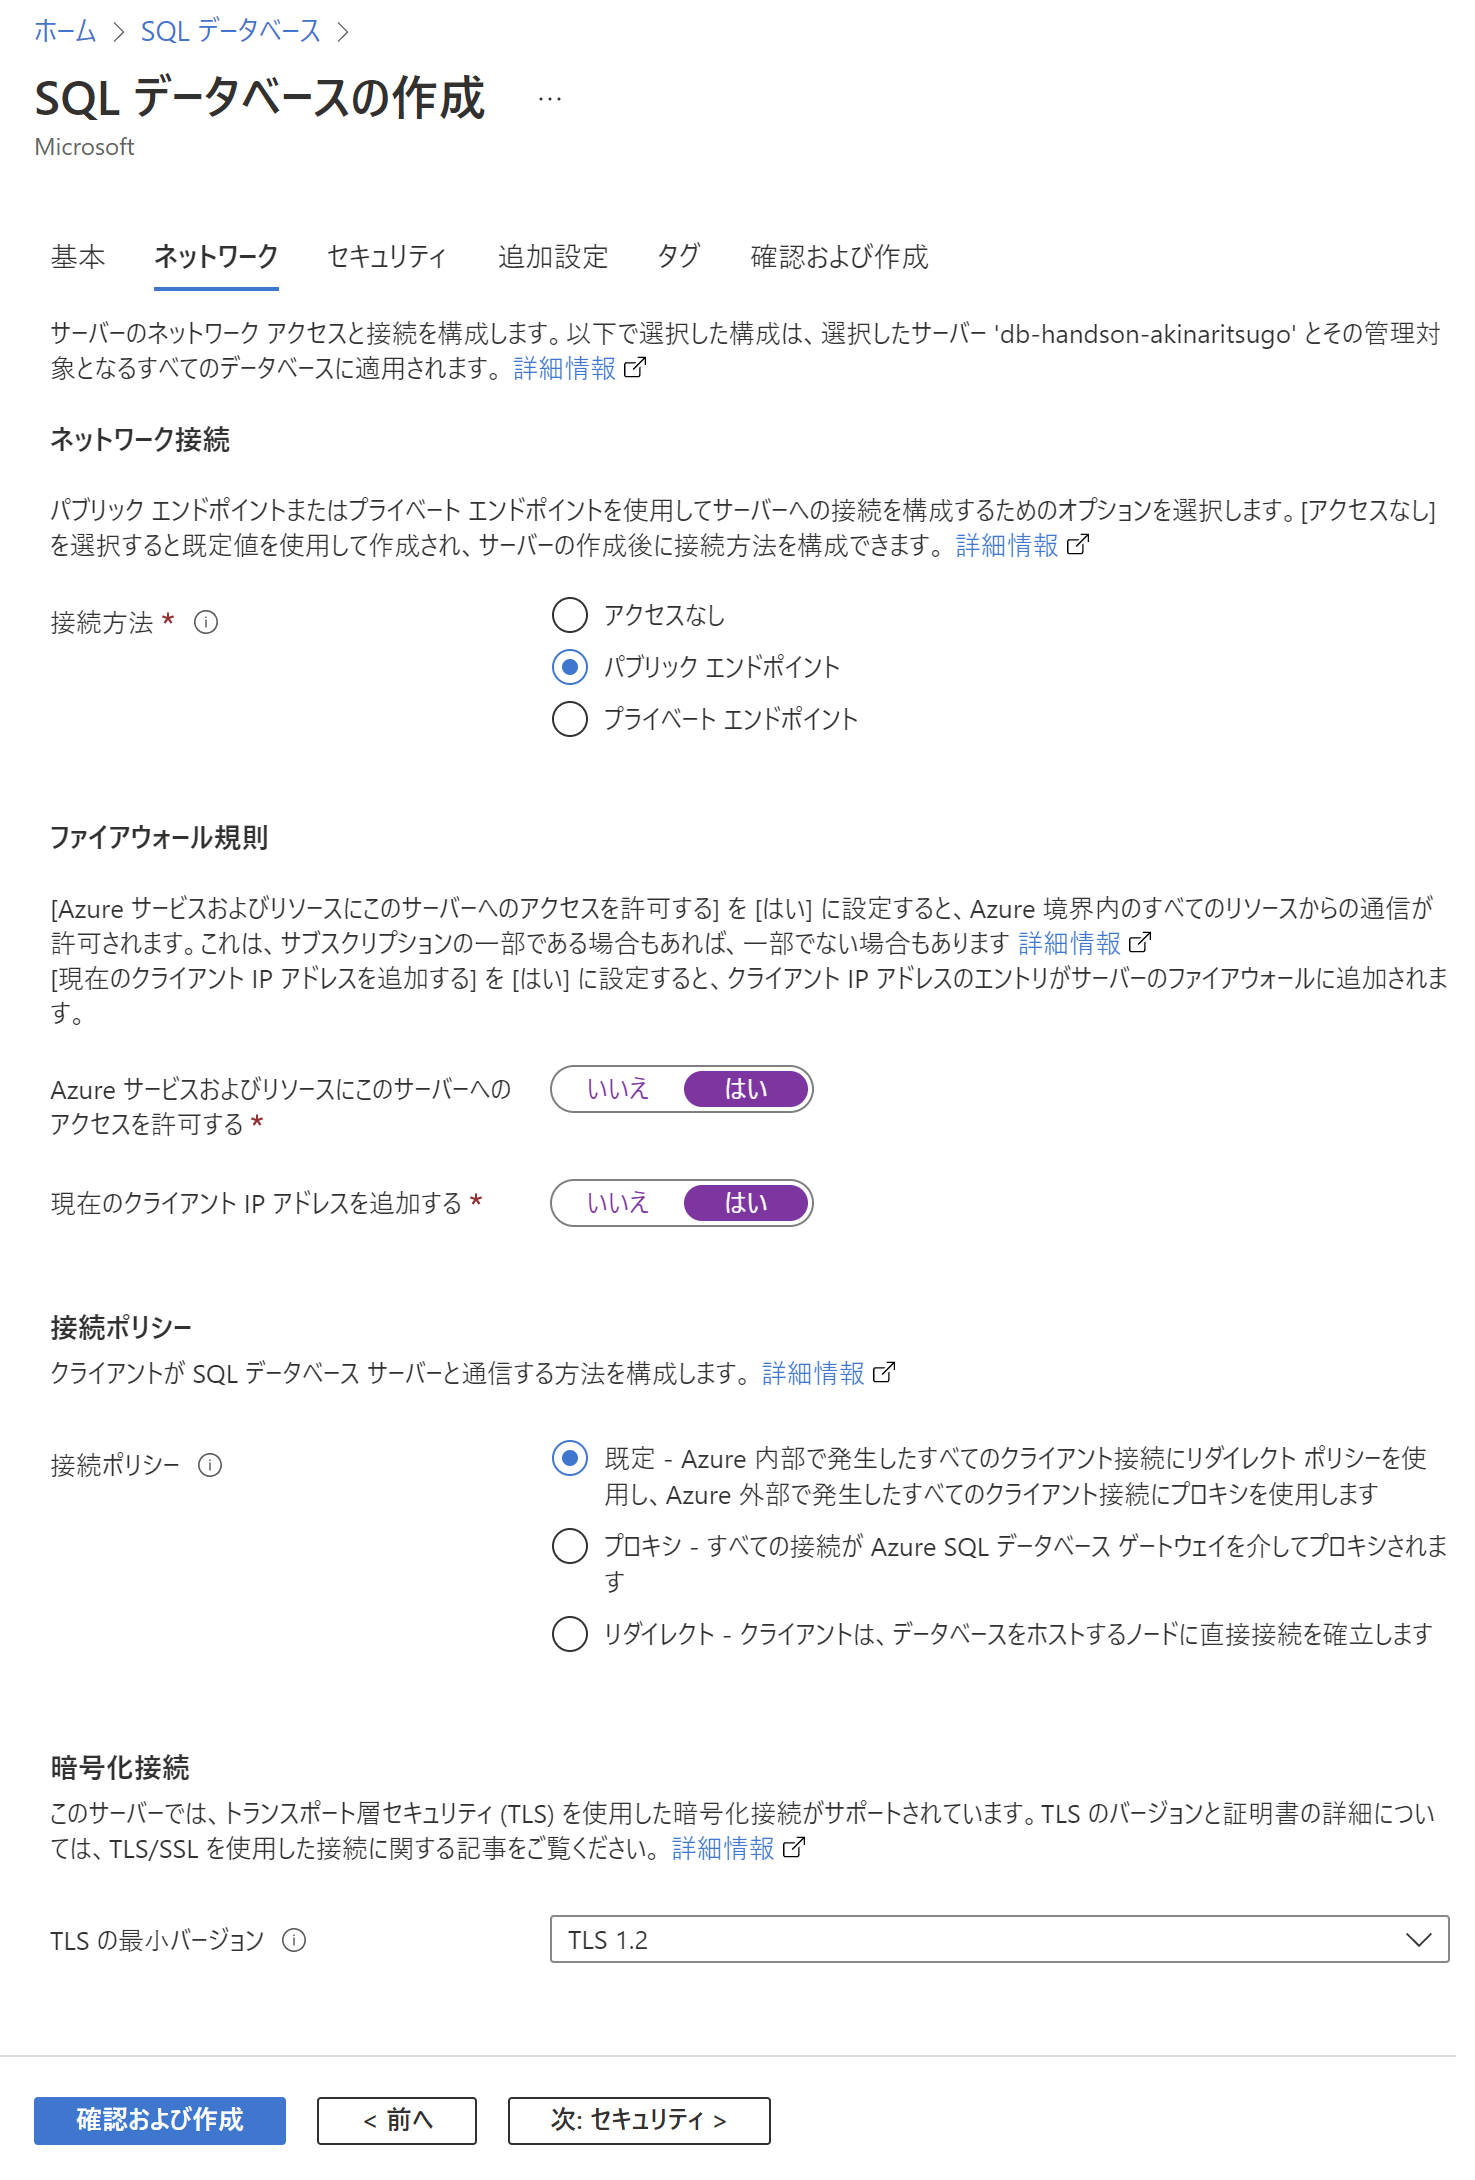 ホーム > SQL データベース >
SQL データベースの作成 …
Microsoft
基本 ネットワーク セキュリティ 追加設定 タグ 確認および作成
サーバーのネットワーク アクセスと接続を構成します。以下で選択した構成は、選択したサーバー 'db-handson-akinaritsugo' とその管理対
象となるすべてのデータベースに適用されます。 詳細情報
ネットワーク接続
パブリック エンドポイントまたはプライベート エンドポイントを使用してサーバーへの接続を構成するためのオプションを選択します。[アクセスなし]
を選択すると既定値を使用して作成され、サーバーの作成後に接続方法を構成できます。 詳細情報
接続方法 *
アクセスなし
パブリック エンドポイント
プライベート エンドポイント
ファイアウォール規則
[Azure サービスおよびリソースにこのサーバーへのアクセスを許可する] を [はい] に設定すると、Azure 境界内のすべてのリソースからの通信が
許可されます。これは、サブスクリプションの一部である場合もあれば、一部でない場合もあります 詳細情報
[現在のクライアント IP アドレスを追加する] を [はい] に設定すると、クライアント IP アドレスのエントリがサーバーのファイアウォールに追加されま
す。
Azure サービスおよびリソースにこのサーバーへの
アクセスを許可する *
いいえ はい
現在のクライアント IP アドレスを追加する *
いいえ はい
接続ポリシー
クライアントが SQL データベース サーバーと通信する方法を構成します。 詳細情報
接続ポリシー
既定 - Azure 内部で発生したすべてのクライアント接続にリダイレクト ポリシーを使
用し、Azure 外部で発生したすべてのクライアント接続にプロキシを使用します
プロキシ - すべての接続が Azure SQL データベース ゲートウェイを介してプロキシされま
す
リダイレクト - クライアントは、データベースをホストするノードに直接接続を確立します
暗号化接続
このサーバーでは、トランスポート層セキュリティ (TLS) を使用した暗号化接続がサポートされています。TLS のバージョンと証明書の詳細につい
ては、TLS/SSL を使用した接続に関する記事をご覧ください。 詳細情報
TLS の最小バージョン
TLS 1.2
確認および作成 < 前へ 次: セキュリティ >